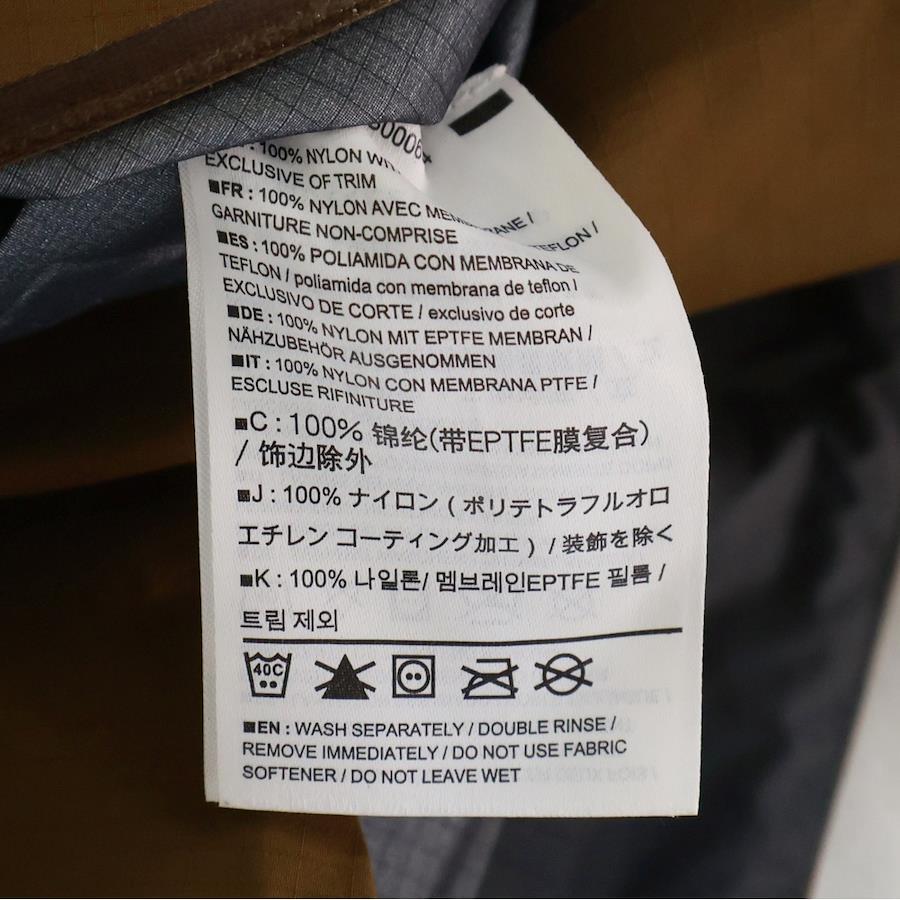 : 100% NYLON
EXCLUSIVE OF TRIM
FR : 100% NYLON AVEC
GARNITURE NON-COMPRISE
ES : 100% POLIAMIDA CON MEMBRANA DE
TEFLON / poliamida con membrana de teflon /
EXCLUSIVO DE CORTE / exclusivo de corte
DE : 100% NYLON MIT EPTFE MEMBRAN /
NÄHZUBEHÖR AUSGENOMMEN
IT : 100% NYLON CON MEMBRANA PTFE /
ESCLUSE RIFINITURE
C : 100% 锦纶(带EPTFE膜复合)
/ 饰边除外
J : 100% ナイロン ( ポリテトラフルオロ
エチレン コーティング加工 ) / 装飾を除く
K : 100% 나일론/ 멤브레인EPTFE 필름 /
트림 제외
40C
EN : WASH SEPARATELY / DOUBLE RINSE /
REMOVE IMMEDIATELY / DO NOT USE FABRIC
SOFTENER / DO NOT LEAVE WET